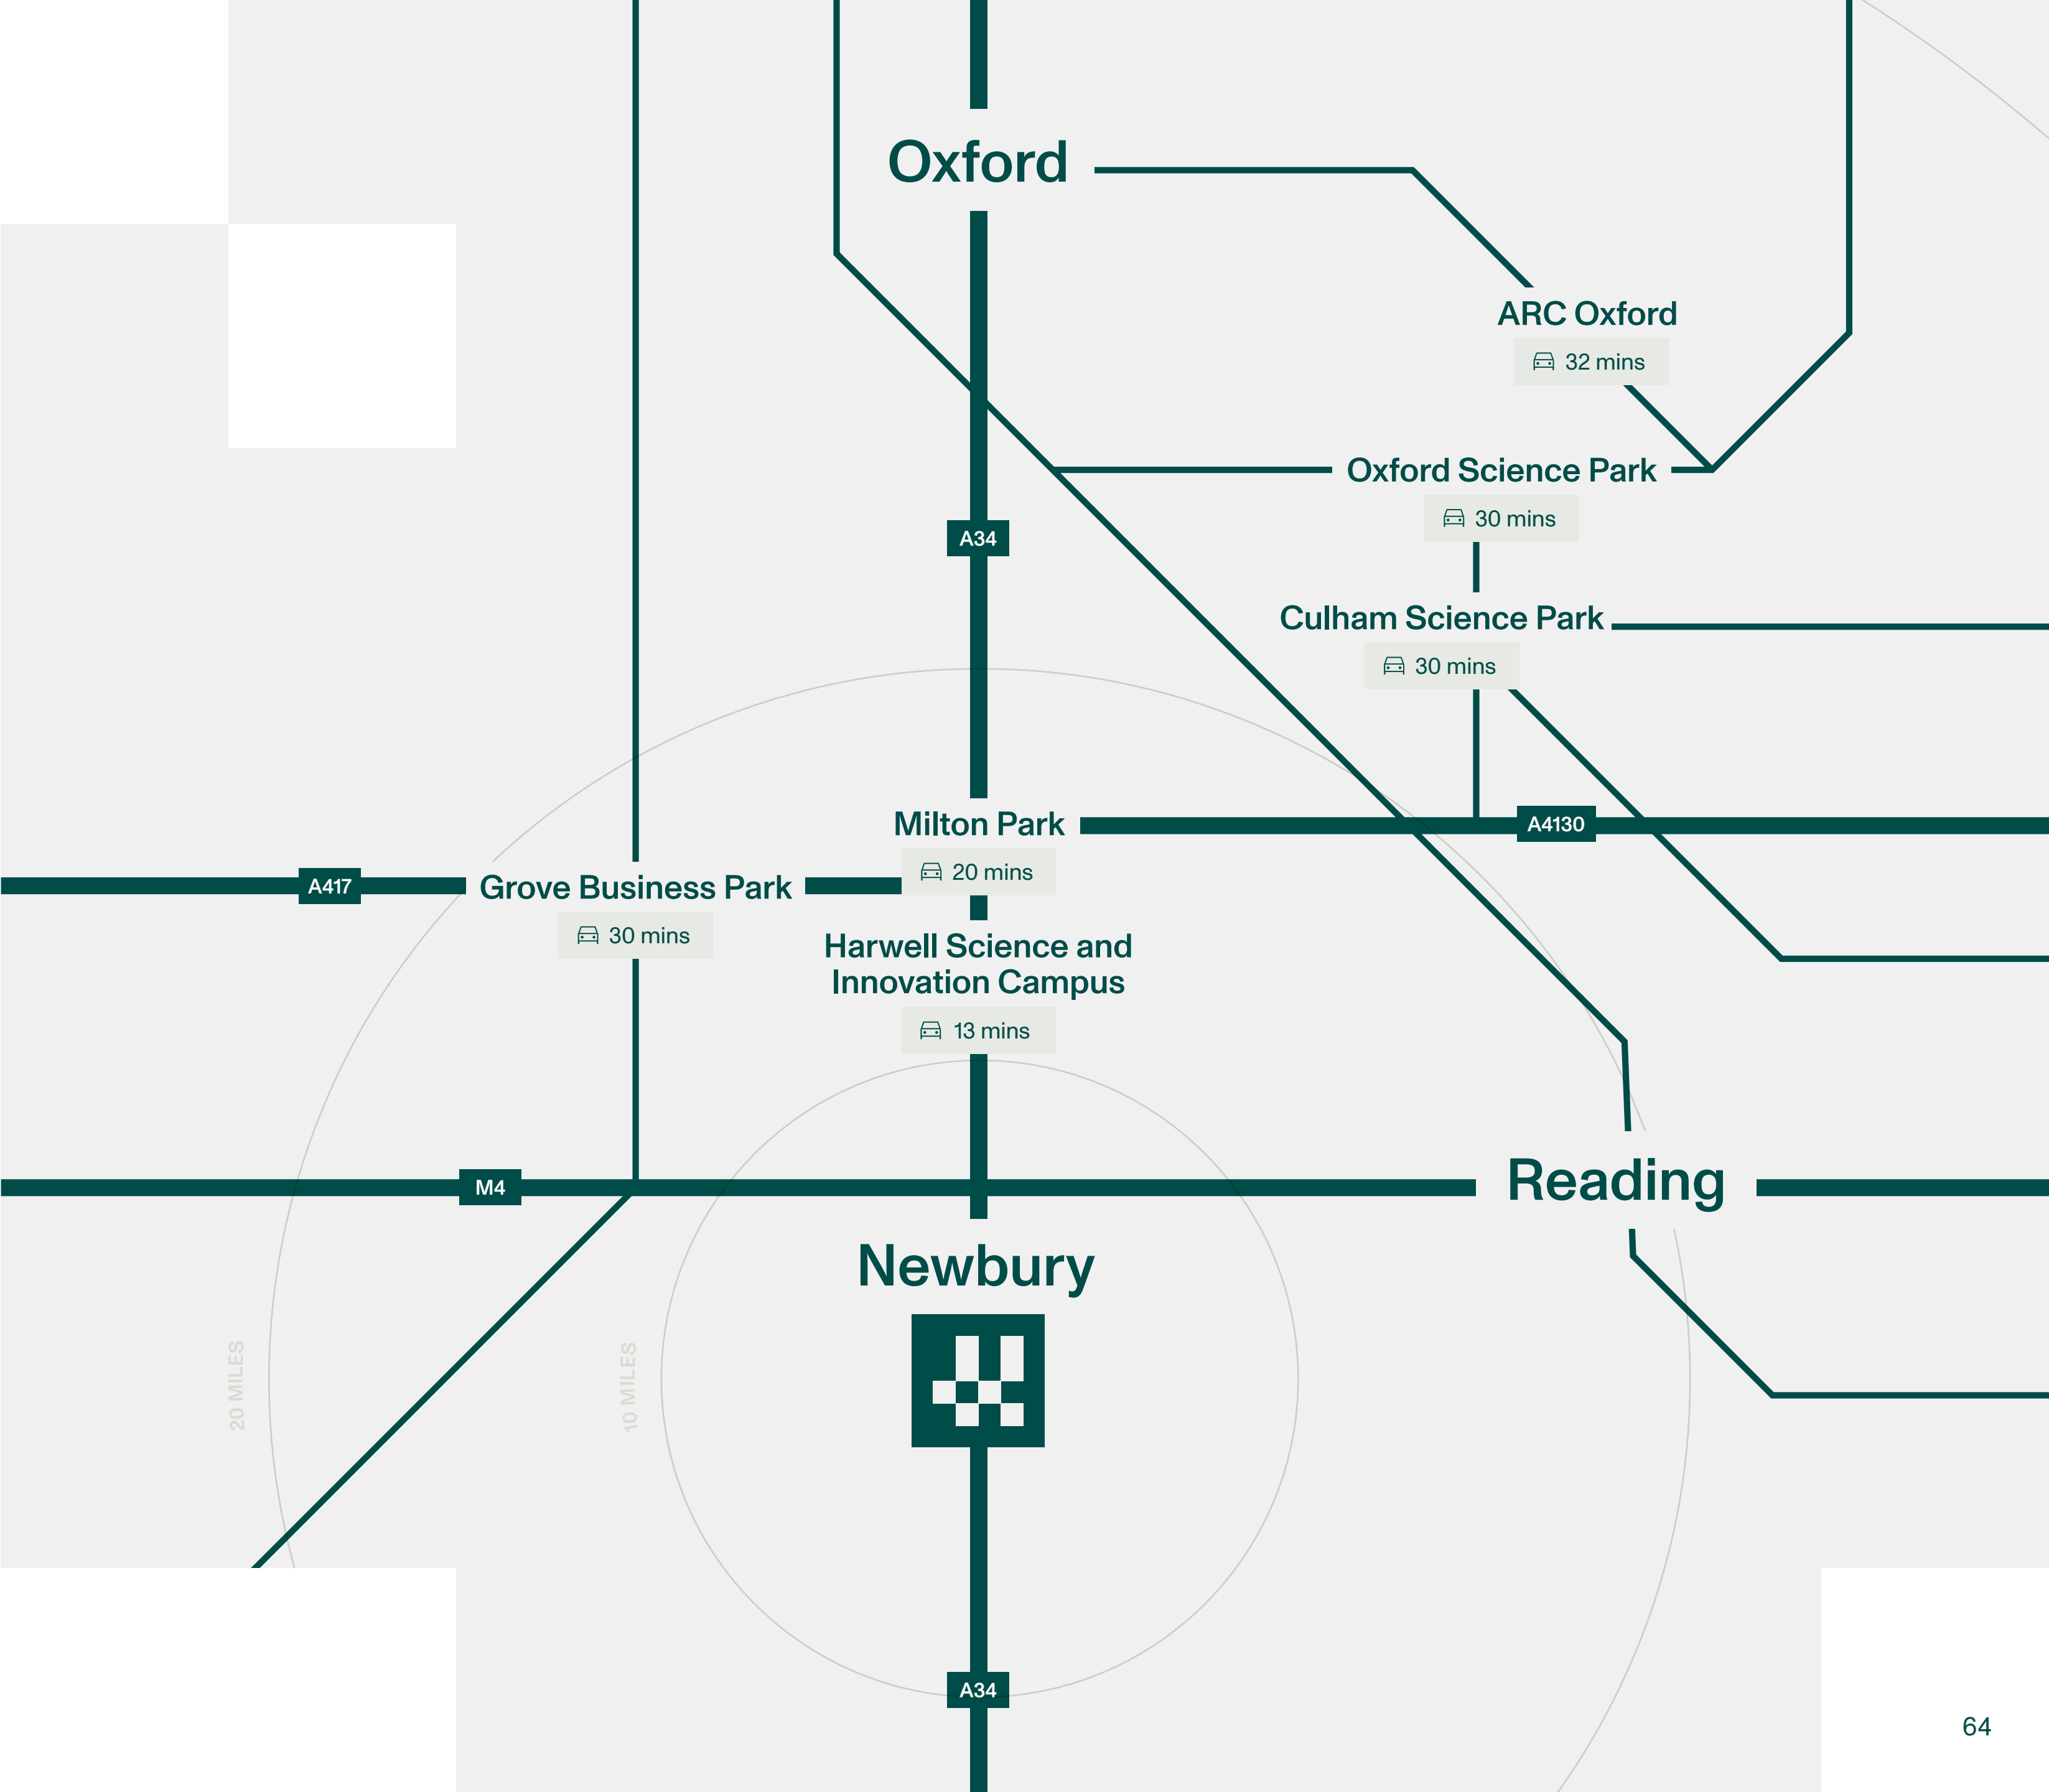 Oxford
ARC Oxford
32 mins
Oxford Science Park
30 mins
A34
Culham Science Park
30 mins
Milton Park
A4130
20 mins
A417
Grove Business Park
30 mins
Harwell Science and
Innovation Campus
13 mins
Reading
M4
Newbury
20 MILES
10 MILES
A34
64